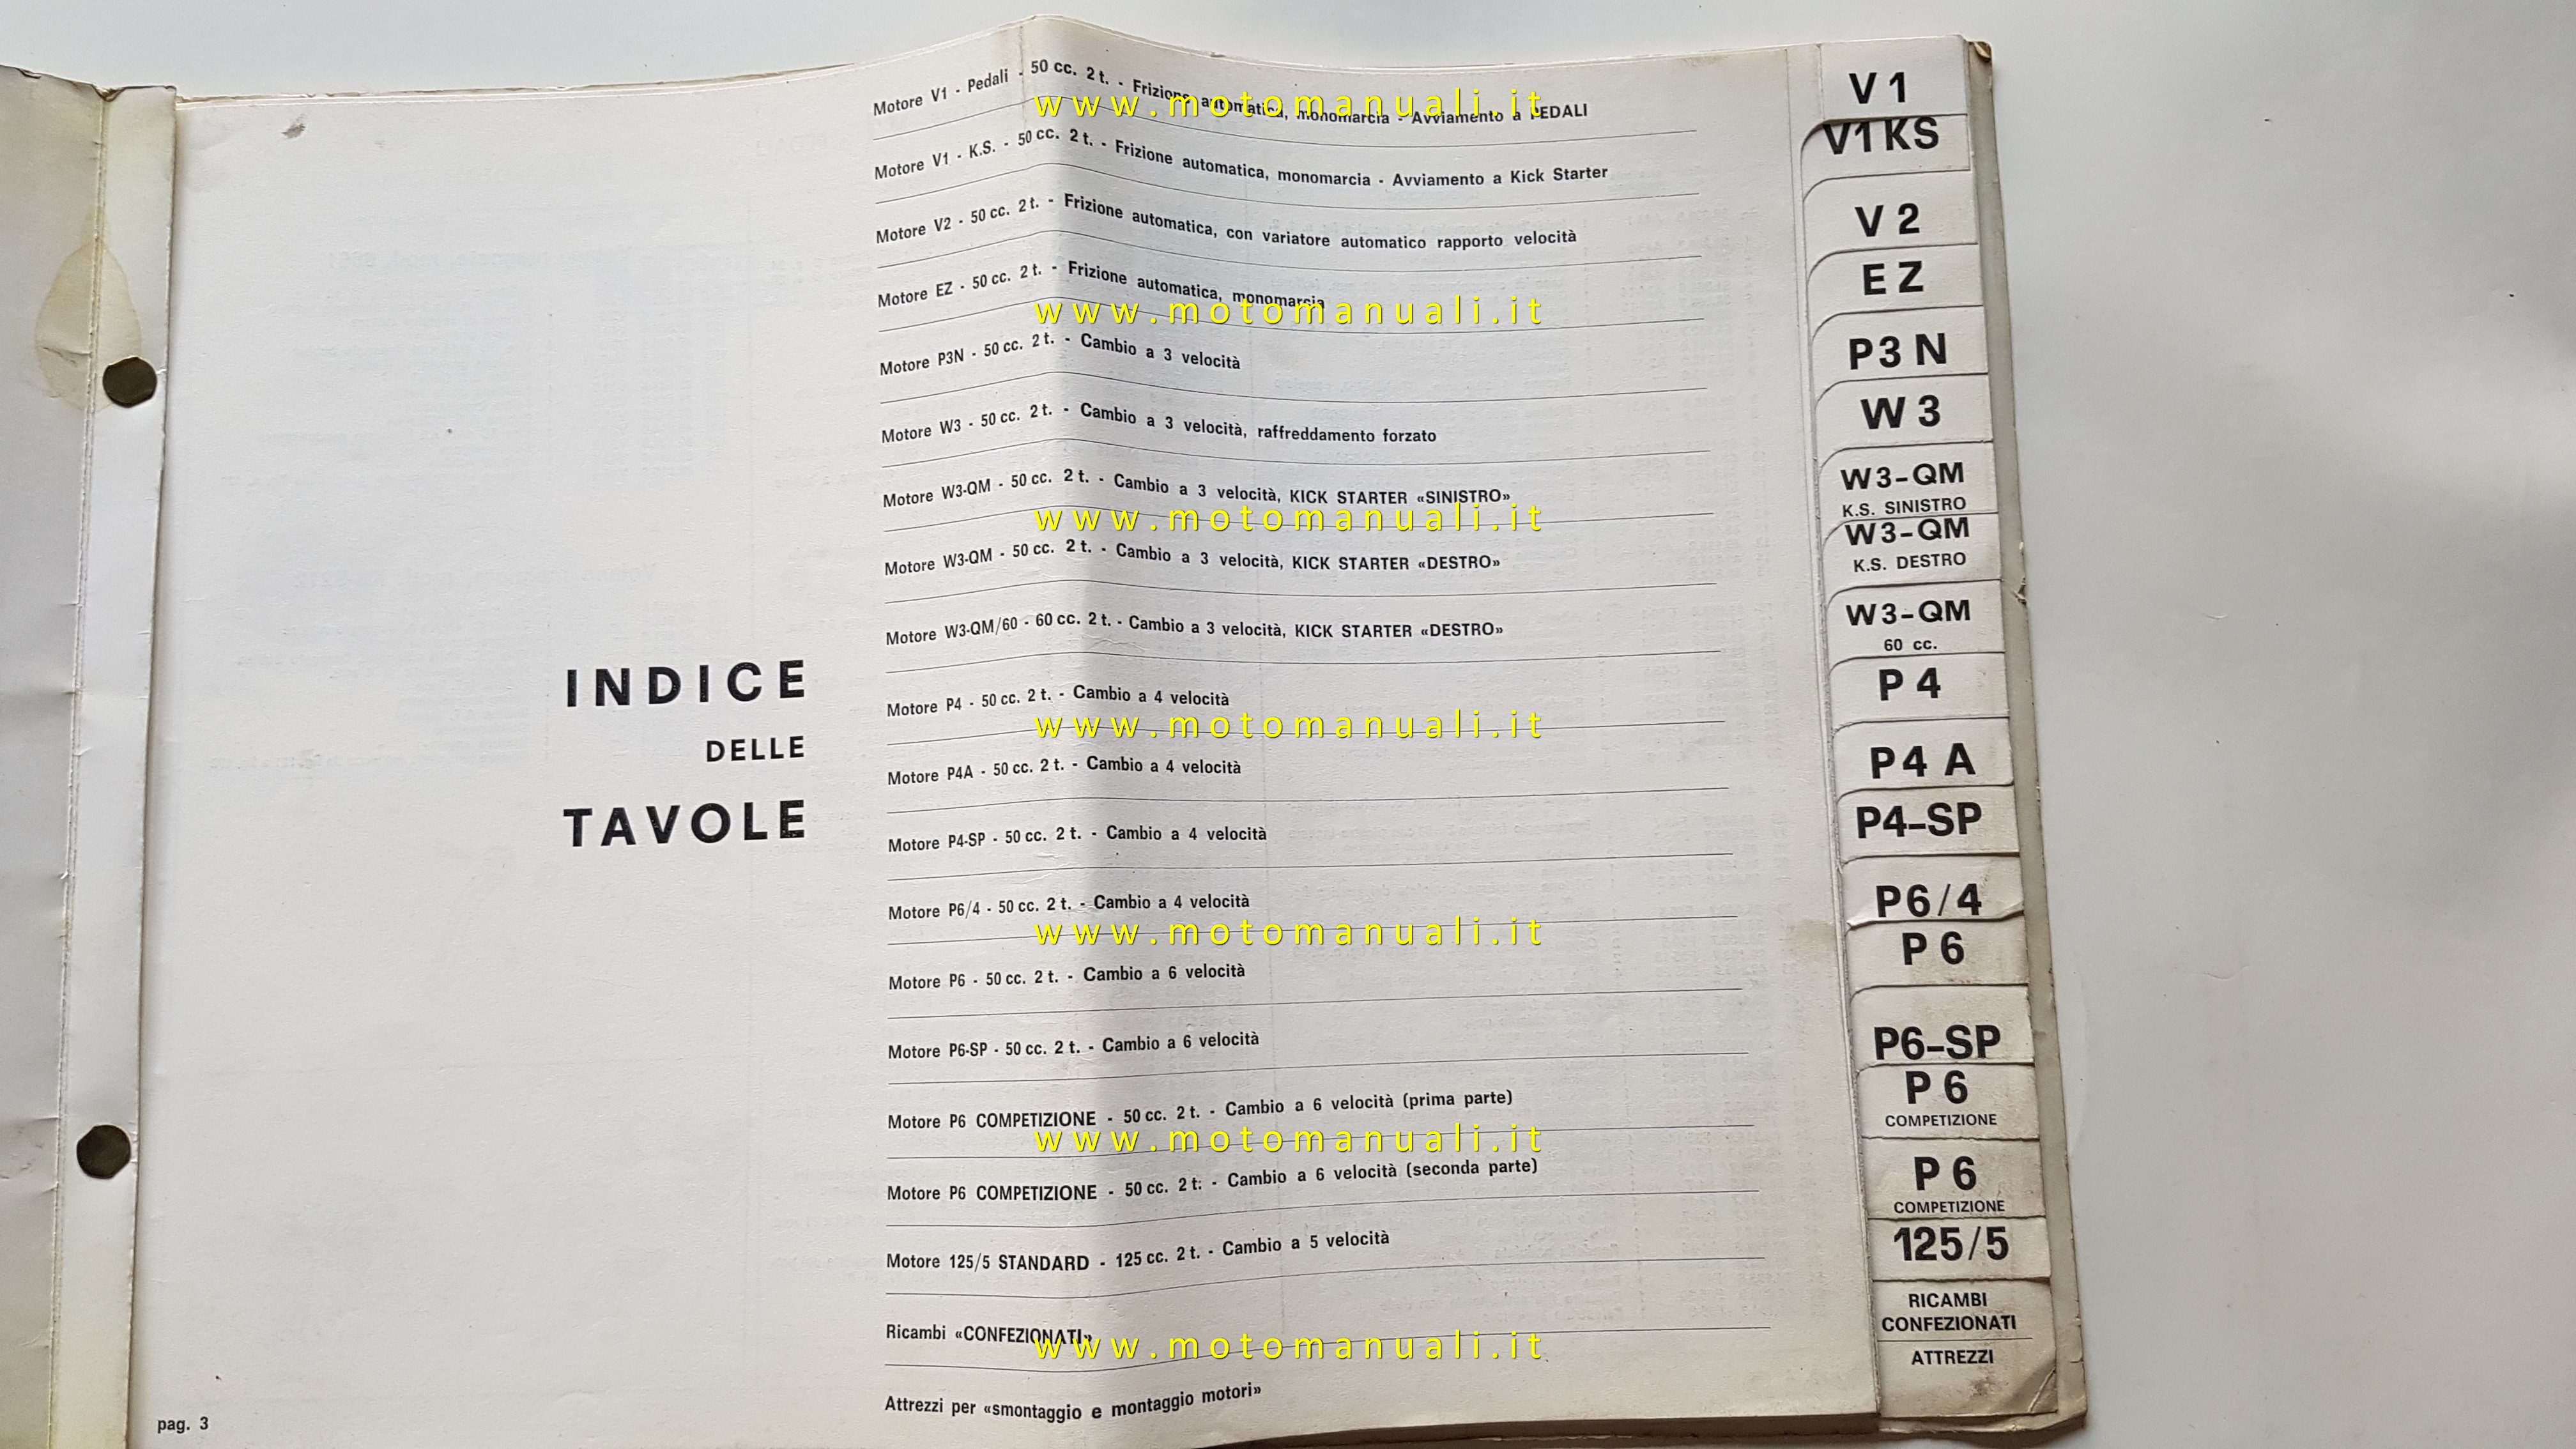 INDICE
DELLE
TAVOLE
pag. 3
Motore V1 - Pedali - 50 cc. 2 t. - Frizione automatica, monomarcia - Avviamento a PEDALI
Motore V1 - K.S. - 50 cc. 2 t. - Frizione automatica, monomarcia - Avviamento a Kick Starter
Motore V2 - 50 cc. 2 t. - Frizione automatica, con variatore automatico rapporto velocità
Motore EZ - 50 cc. 2 t. - Frizione automatica, monomarcia
Motore P3N - 50 cc. 2 t. - Cambio a 3 velocità
Motore W3 - 50 cc. 2 t. - Cambio a 3 velocità, raffreddamento forzato
Motore W3-QM - 50 cc. 2 t. - Cambio a 3 velocità, KICK STARTER «SINISTRO»
Motore W3-QM - 50 cc. 2 t. - Cambio a 3 velocità, KICK STARTER «DESTRO»
Motore W3-QM/60 - 60 cc. 2 t. - Cambio a 3 velocità, KICK STARTER «DESTRO»
Motore P4 - 50 cc. 2 t. - Cambio a 4 velocità
Motore P4A - 50 cc. 2 t. - Cambio a 4 velocità
Motore P4-SP - 50 cc. 2 t. - Cambio a 4 velocità
Motore P6/4 - 50 cc. 2 t. - Cambio a 4 velocità
Motore P6 - 50 cc. 2 t. - Cambio a 6 velocità
Motore P6-SP - 50 cc. 2 t. - Cambio a 6 velocità
Motore P6 COMPETIZIONE - 50 cc. 2 t. - Cambio a 6 velocità (prima parte)
Motore P6 COMPETIZIONE - 50 cc. 2 t: - Cambio a 6 velocità (seconda parte)
Motore 125/5 STANDARD - 125 cc. 2 t. - Cambio a 5 velocità
Ricambi «CONFEZIONATI»
Attrezzi per «smontaggio e montaggio motori»
V 1
V1 KS
V 2
E Z
P3 N
W 3
W3-QM
K.S. SINISTRO
W3-QM
K.S. DESTRO
W3-QM
60 cc.
P 4
P4 A
P4-SP
P6/4
P 6
P6-SP
P 6
COMPETIZIONE
P 6
COMPETIZIONE
125/5
RICAMBI
CONFEZIONATI
ATTREZZI
www.motomanuali.it
www.motomanuali.it
www.motomanuali.it
www.motomanuali.it
www.motomanuali.it
www.motomanuali.it
www.motomanuali.it